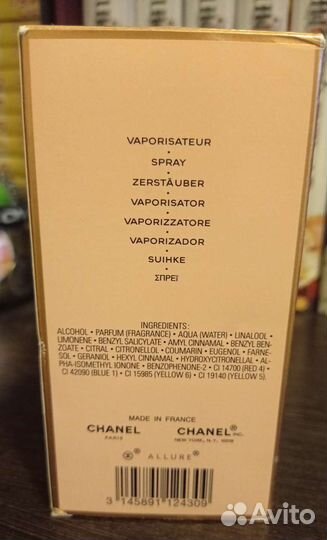 VAPORISATEUR
•
SPRAY
•
ZERSTÄUBER
•
VAPORISATOR
•
VAPORIZZATORE
•
VAPORIZADOR
•
SUIHKE
•
ΣΠΡΕΪ
INGREDIENTS:
ALCOHOL • PARFUM (FRAGRANCE) • AQUA (WATER) • LINALOOL •
LIMONENE • BENZYL SALICYLATE • AMYL CINNAMAL • BENZYL BEN-
ZOATE • CITRAL • CITRONELLOL • COUMARIN • EUGENOL • FARNE-
SOL • GERANIOL • HEXYL CINNAMAL • HYDROXYCITRONELLAL • AL-
PHA-ISOMETHYL IONONE • BENZOPHENONE-2 • CI 14700 (RED 4) •
CI 42090 (BLUE 1) • CI 15985 (YELLOW 6) • CI 19140 (YELLOW 5).
MADE IN FRANCE
CHANEL CHANEL INC.
PARIS NEW YORK, N.Y. 10019
® ALLURE®
3 145891 124309
Avito